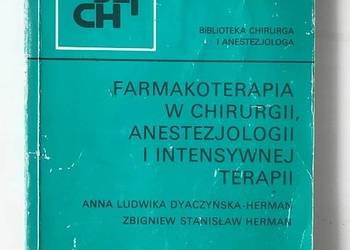 CH
BIBLIOTEKA CHIRURGA
I ANESTEZJOLOGA
FARMAKOTERAPIA
W CHIRURGII,
ANESTEZJOLOGII
I INTENSYWNEJ
TERAPII
ANNA LUDWIKA DYACZYŃSKA-HERMAN
ZBIGNIEW STANISŁAW HERMAN